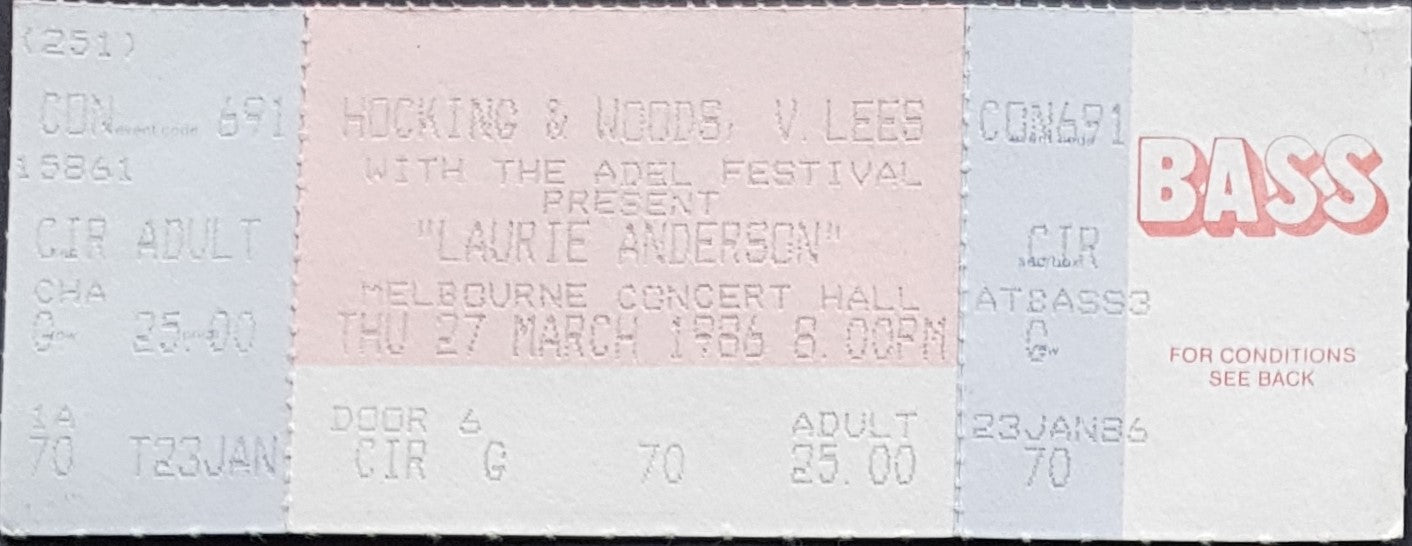 (251)
CON event code 691
15861
CIR ADULT
CHA
G row 25.00
1A
70 T23JAN
HOCKING & WOODS, V.LEES
WITH THE ADEL FESTIVAL
PRESENT
"LAURIE ANDERSON"
MELBOURNE CONCERT HALL
THU 27 MARCH 1986 8.00PM
DOOR 6 ADULT
CIR G 70 25.00
CON691
CIR
ATBASS3
G
23JAN86
70
BASS
FOR CONDITIONS
SEE BACK